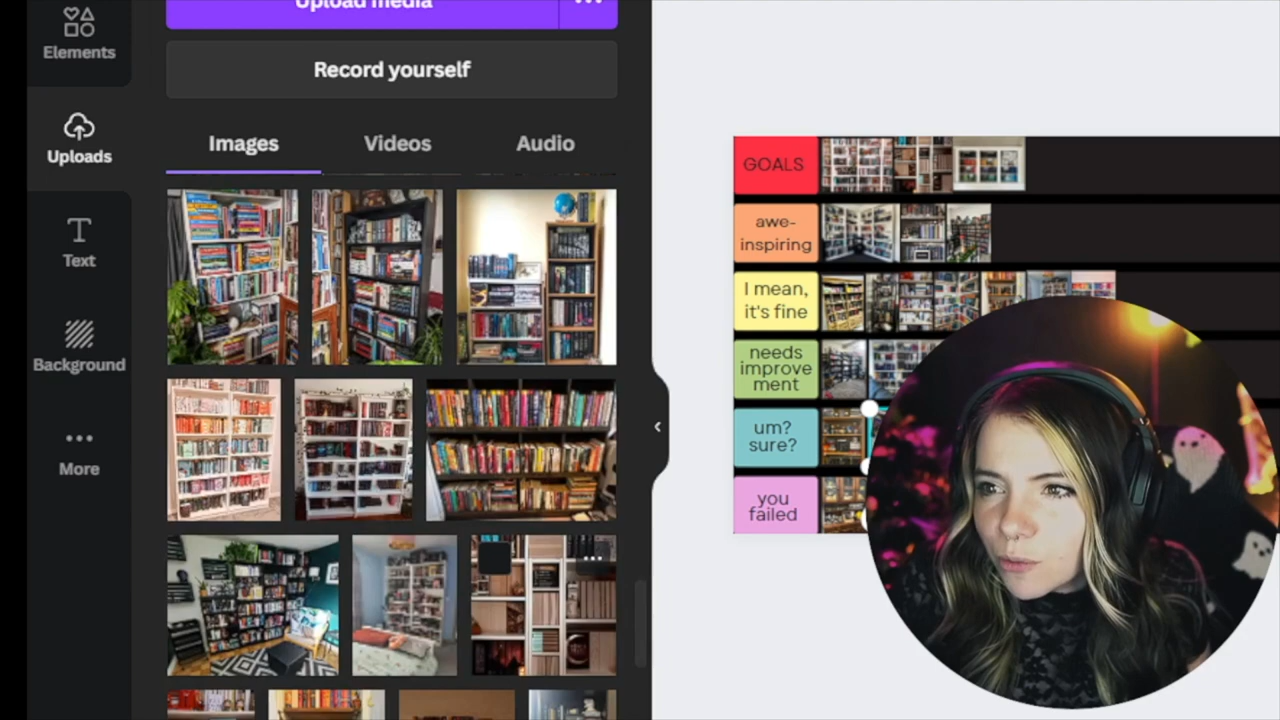 Upload media
Elements
Record yourself
Uploads
Images
Videos
Audio
Text
Background
More
GOALS
awe-
inspiring
I mean,
it's fine
needs
improve
ment
um?
sure?
you
failed